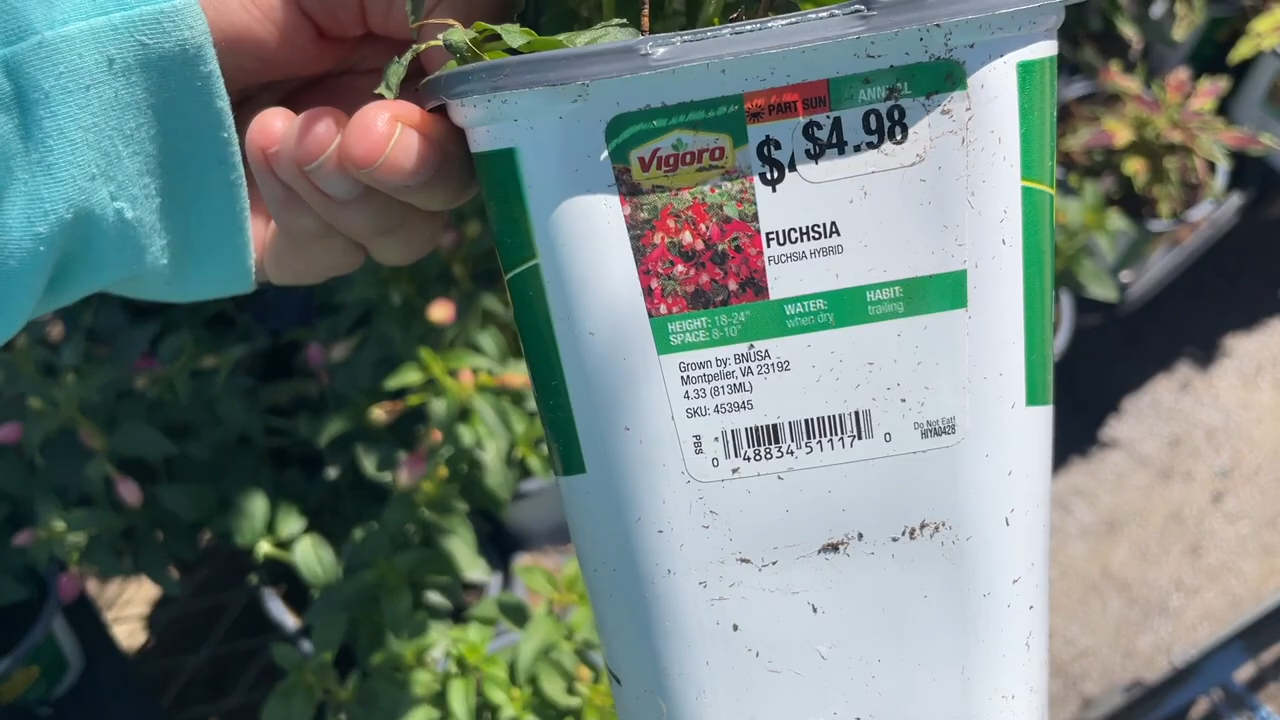 PART SUN
ANNUAL
Vigoro
$4.98
FUCHSIA
FUCHSIA HYBRID
HEIGHT: 18-24"
SPACE: 8-10"
WATER:
when dry
HABIT:
trailing
Grown by: BNUSA
Montpelier, VA 23192
4.33 (813ML)
SKU: 453945
PBS
0 48834 51117 0
Do Not Eat!
HIYA0428